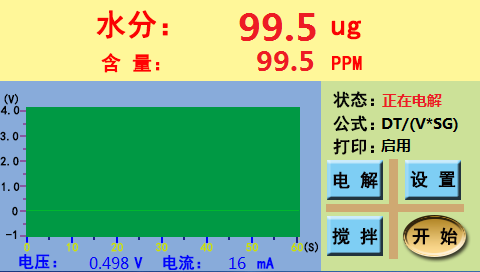 水分： 99.5 ug
含 量： 99.5 PPM
(V)
4.0
3.0
2.0
1.0
0
-1
0 10 20 30 40 50 60 (S)
电压： 0.498 V 电流： 16 mA
状态：正在电解
公式：DT/(V*SG)
打印：启用
电 解 设 置
搅 拌 开 始